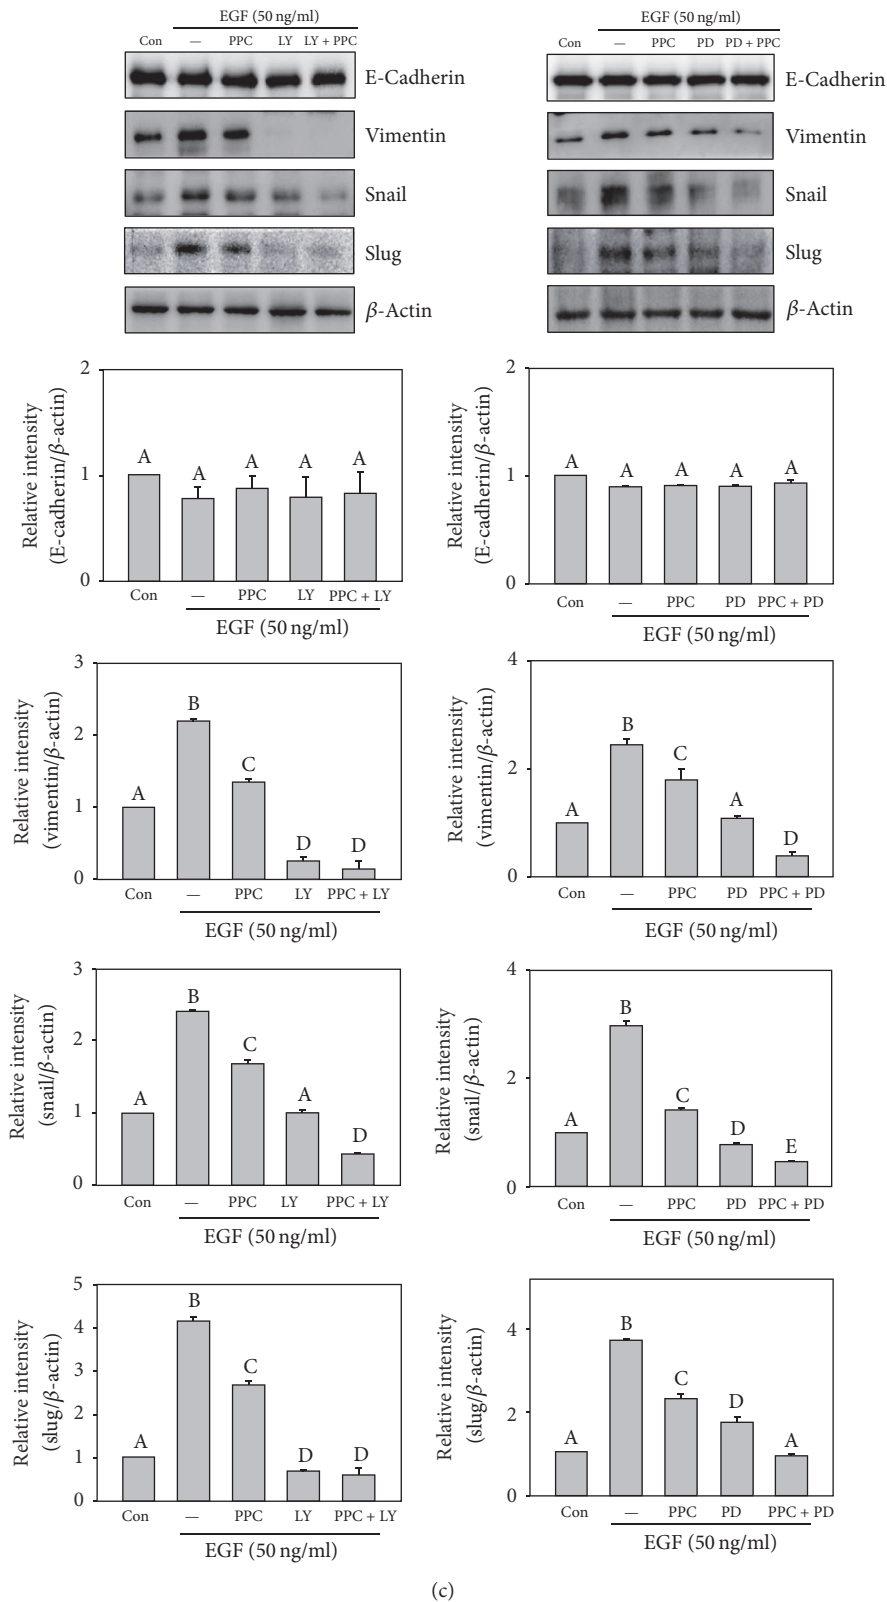 EGF (50 ng/ml)
Con — PPC LY LY + PPC
E-Cadherin
Vimentin
Snail
Slug
β-Actin
EGF (50 ng/ml)
Con — PPC PD PD + PPC
E-Cadherin
Vimentin
Snail
Slug
β-Actin
Relative intensity
(E-cadherin/β-actin)
2
1
0
A A A A A
Con — PPC LY PPC + LY
EGF (50 ng/ml)
Relative intensity
(E-cadherin/β-actin)
2
1
0
A A A A A
Con — PPC PD PPC + PD
EGF (50 ng/ml)
Relative intensity
(vimentin/β-actin)
3
2
1
0
A B C D D
Con — PPC LY PPC + LY
EGF (50 ng/ml)
Relative intensity
(vimentin/β-actin)
4
2
0
A B C A D
Con — PPC PD PPC + PD
EGF (50 ng/ml)
Relative intensity
(snail/β-actin)
3
2
1
0
A B C A D
Con — PPC LY PPC + LY
EGF (50 ng/ml)
Relative intensity
(snail/β-actin)
4
2
0
A B C D E
Con — PPC PD PPC + PD
EGF (50 ng/ml)
Relative intensity
(slug/β-actin)
5
4
3
2
1
0
A B C D D
Con — PPC LY PPC + LY
EGF (50 ng/ml)
Relative intensity
(slug/β-actin)
4
2
0
A B C D A
Con — PPC PD PPC + PD
EGF (50 ng/ml)
(c)